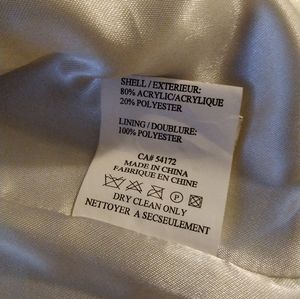 SHELL / EXTERIEUR:
80% ACRYLIC/ACRYLIQUE
20% POLYESTER
LINING / DOUBLURE:
100% POLYESTER
CA# 54172
MADE IN CHINA
FABRIQUE EN CHINE
P
DRY CLEAN ONLY
NETTOYER A SECSEULEMENT